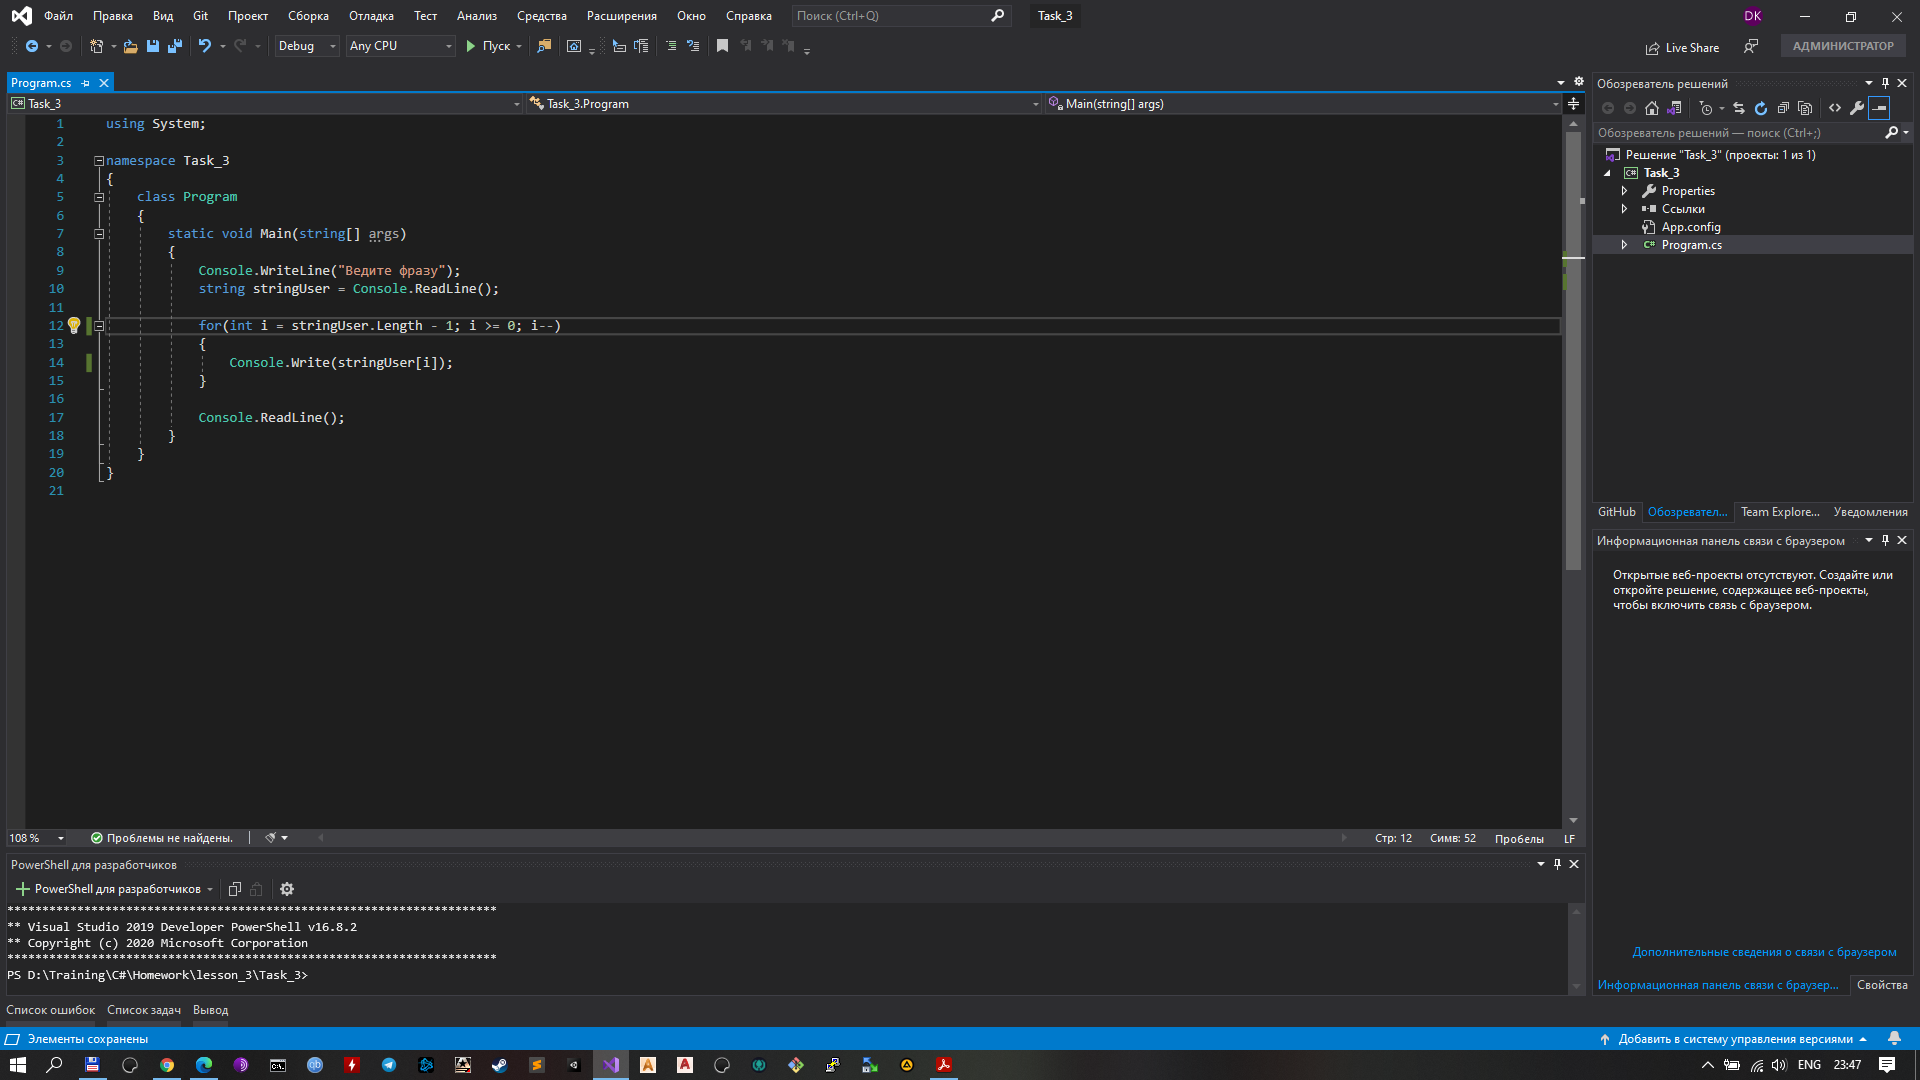 Файл Правка Вид Git Проект Сборка Отладка Тест Анализ Средства Расширения Окно Справка Поиск (Ctrl+Q) Task_3 DK
Debug Any CPU Пуск Live Share АДМИНИСТРАТОР
Program.cs
Task_3 Task_3.Program Main(string[] args)
1 using System;
2
3 namespace Task_3
4 {
5 class Program
6 {
7 static void Main(string[] args)
8 {
9 Console.WriteLine("Ведите фразу");
10 string stringUser = Console.ReadLine();
11
12 for(int i = stringUser.Length - 1; i >= 0; i--)
13 {
14 Console.Write(stringUser[i]);
15 }
16
17 Console.ReadLine();
18 }
19 }
20 }
21
108 % Проблемы не найдены. Стр: 12 Симв: 52 Пробелы LF
PowerShell для разработчиков
PowerShell для разработчиков
**********************************************************************
** Visual Studio 2019 Developer PowerShell v16.8.2
** Copyright (c) 2020 Microsoft Corporation
**********************************************************************
PS D:\Training\C#\Homework\lesson_3\Task_3>
Список ошибок Список задач Вывод
Обозреватель решений
Обозреватель решений — поиск (Ctrl+;)
Решение "Task_3" (проекты: 1 из 1)
C# Task_3
Properties
Ссылки
App.config
C# Program.cs
GitHub Обозревател... Team Explore... Уведомления
Информационная панель связи с браузером
Открытые веб-проекты отсутствуют. Создайте или
откройте решение, содержащее веб-проекты,
чтобы включить связь с браузером.
Дополнительные сведения о связи с браузером
Информационная панель связи с браузер... Свойства
Элементы сохранены Добавить в систему управления версиями
ENG 23:47